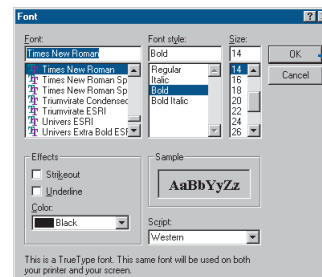 Font
Font: Font style: Size:
Times New Roman Bold 14 OK
Cancel
Times New Roman Regular 14
Times New Roman Sp Italic 16
Times New Roman Sp Bold 18
Triumvirate Condensed Bold Italic 20
Triumvirate ESRI 22
Univers ESRI 24
Univers Extra Bold ESF 26
Effects Sample
Strikeout
Underline
AaBbYyZz
Color:
Black
Script:
Western
This is a TrueType font. This same font will be used on both
your printer and your screen.